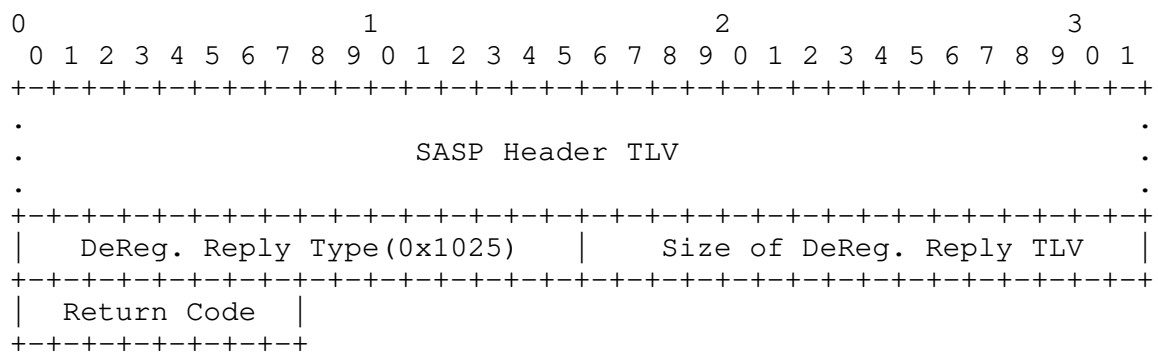 0                   1                   2                   3
 0 1 2 3 4 5 6 7 8 9 0 1 2 3 4 5 6 7 8 9 0 1 2 3 4 5 6 7 8 9 0 1
+-+-+-+-+-+-+-+-+-+-+-+-+-+-+-+-+-+-+-+-+-+-+-+-+-+-+-+-+-+-+-+-+
.                                                               .
.                      SASP Header TLV                          .
.                                                               .
+-+-+-+-+-+-+-+-+-+-+-+-+-+-+-+-+-+-+-+-+-+-+-+-+-+-+-+-+-+-+-+-+
|   DeReg. Reply Type(0x1025)   |    Size of DeReg. Reply TLV   |
+-+-+-+-+-+-+-+-+-+-+-+-+-+-+-+-+-+-+-+-+-+-+-+-+-+-+-+-+-+-+-+-+
|  Return Code  |
+-+-+-+-+-+-+-+-+